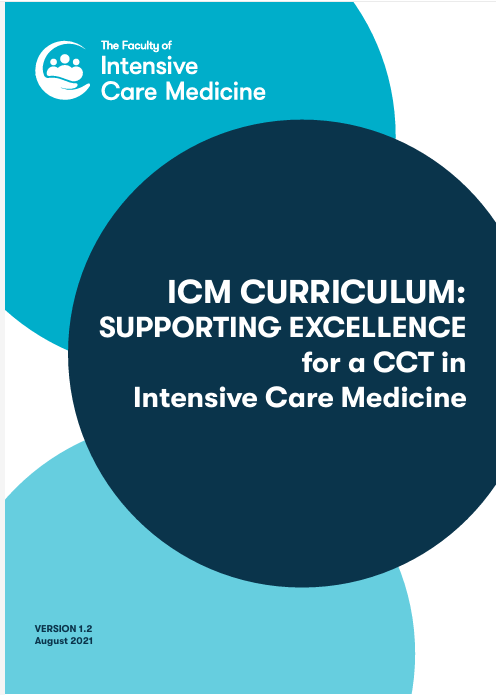 The Faculty of
Intensive
Care Medicine
ICM CURRICULUM:
SUPPORTING EXCELLENCE
for a CCT in
Intensive Care Medicine
VERSION 1.2
August 2021